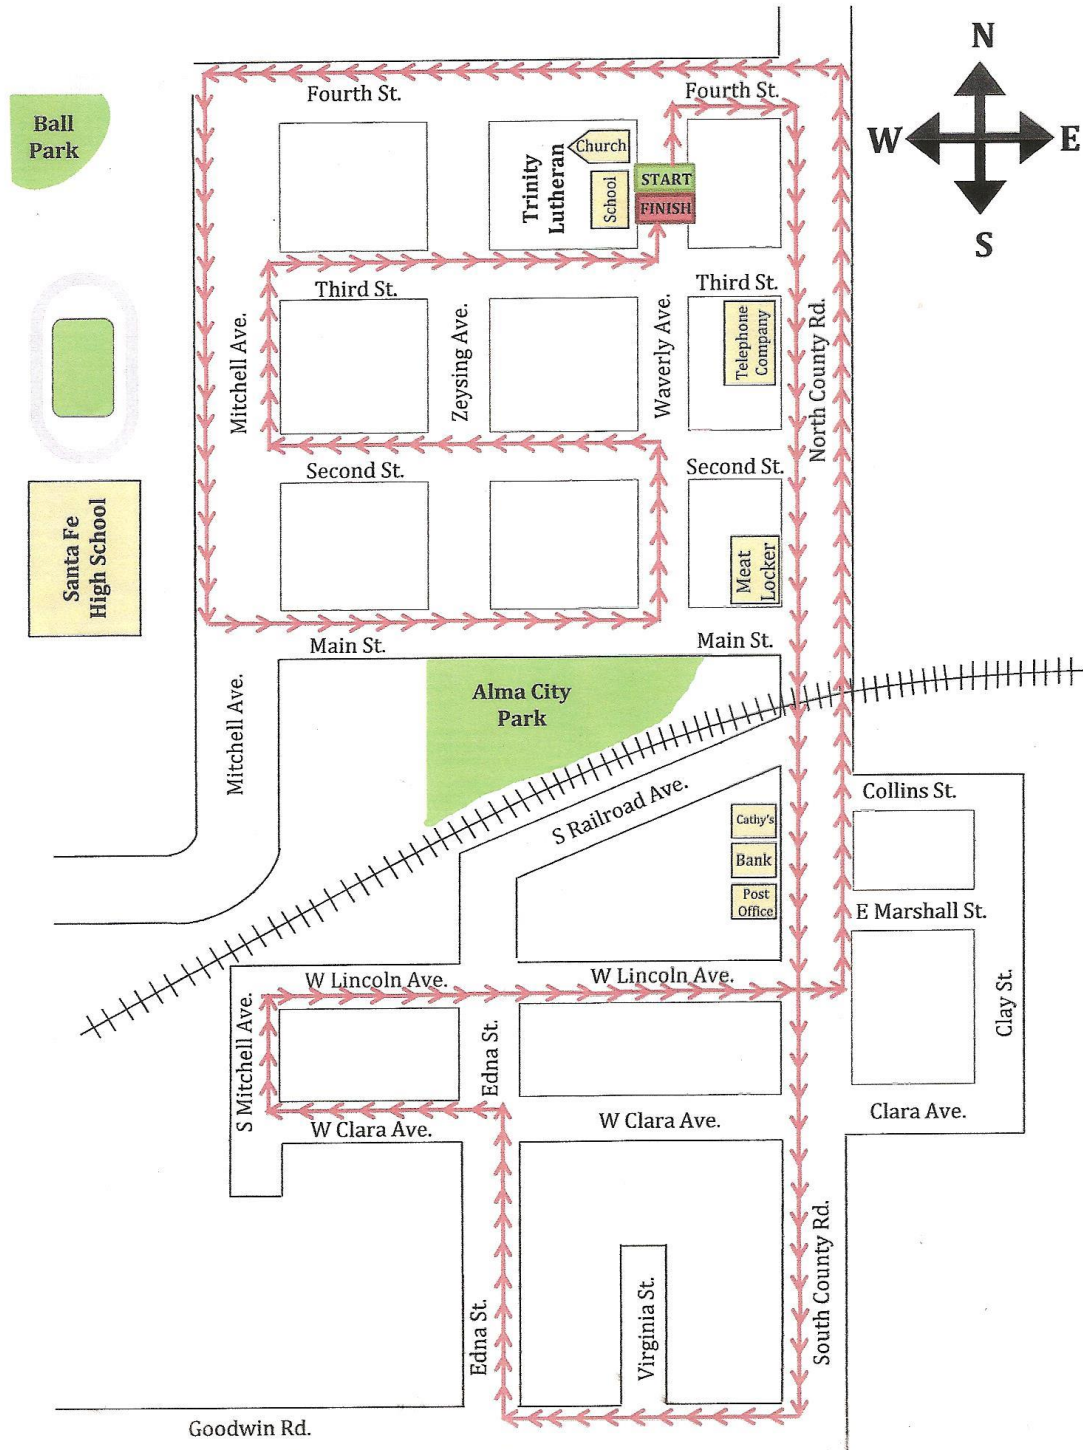 N
W
E
S
Fourth St.
Fourth St.
Ball
Park
Church
Trinity
Lutheran
School
START
FINISH
Third St.
Third St.
Mitchell Ave.
Zeysing Ave.
Waverly Ave.
Telephone
Company
North County Rd.
Second St.
Second St.
Santa Fe
High School
Meat
Locker
Main St.
Main St.
Mitchell Ave.
Alma City
Park
S Railroad Ave.
Collins St.
Cathy's
Bank
Post
Office
E Marshall St.
W Lincoln Ave.
W Lincoln Ave.
S Mitchell Ave.
Edna St.
Clay St.
W Clara Ave.
W Clara Ave.
Clara Ave.
Edna St.
Virginia St.
South County Rd.
Goodwin Rd.